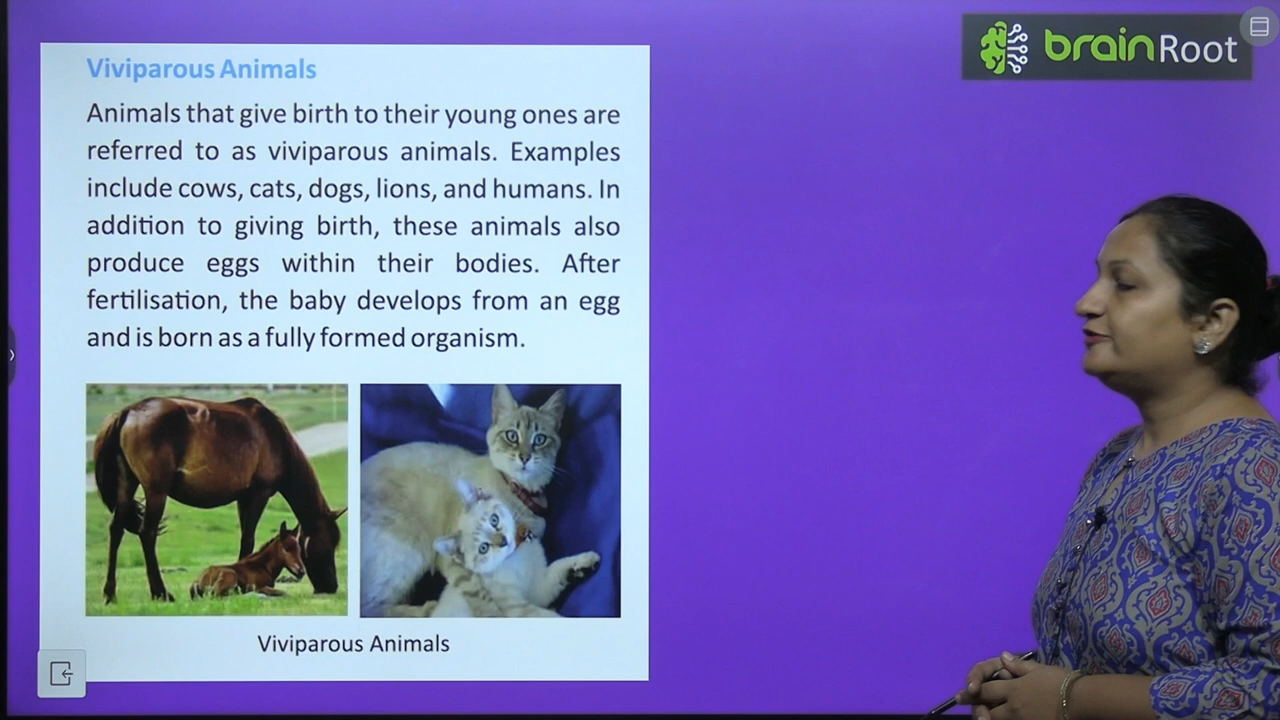 brainRoot
Viviparous Animals
Animals that give birth to their young ones are
referred to as viviparous animals. Examples
include cows, cats, dogs, lions, and humans. In
addition to giving birth, these animals also
produce eggs within their bodies. After
fertilisation, the baby develops from an egg
and is born as a fully formed organism.
Viviparous Animals